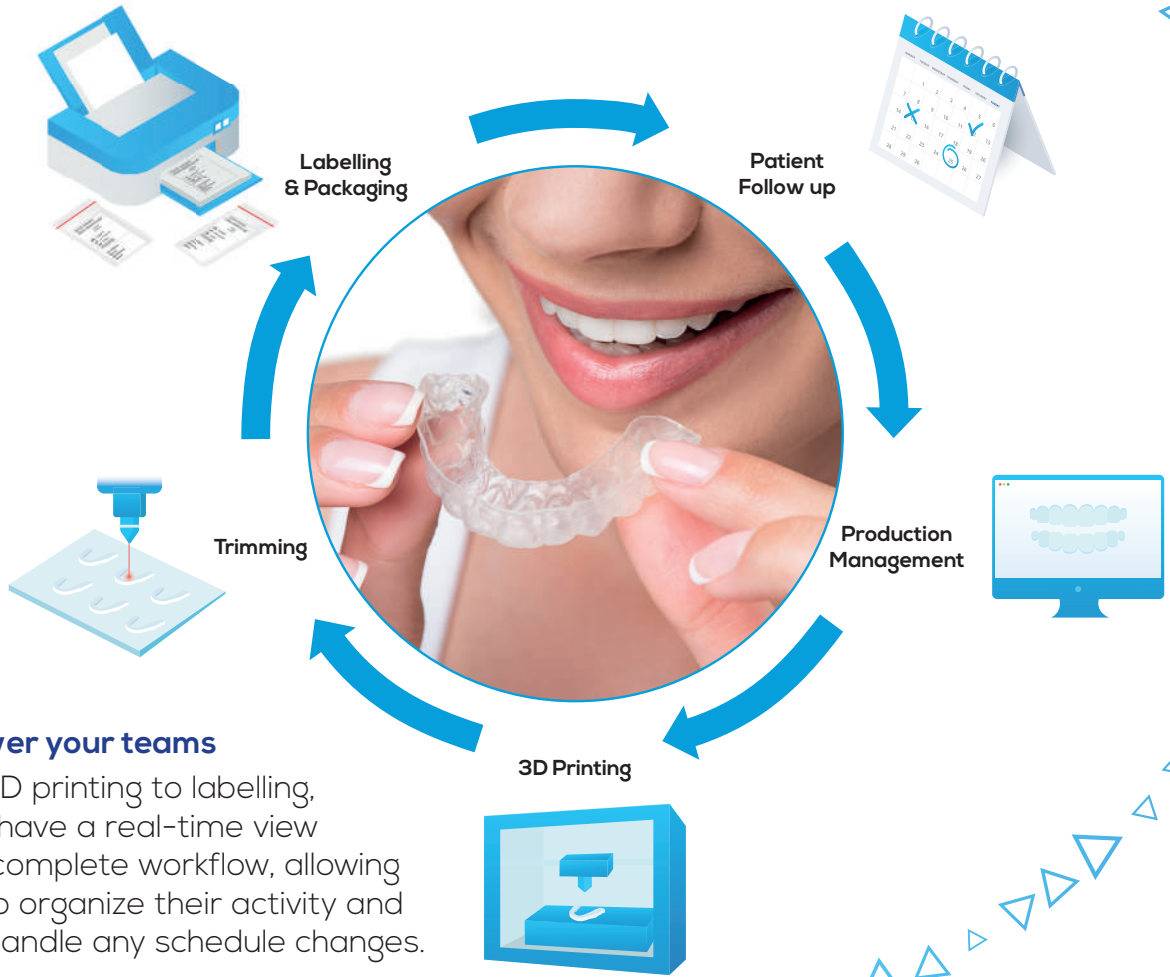 Labelling
& Packaging
Patient
Follow up
Trimming
Production
Management
3D Printing
er your teams
D printing to labelling,
have a real-time view
complete workflow, allowing
organize their activity and
andle any schedule changes.